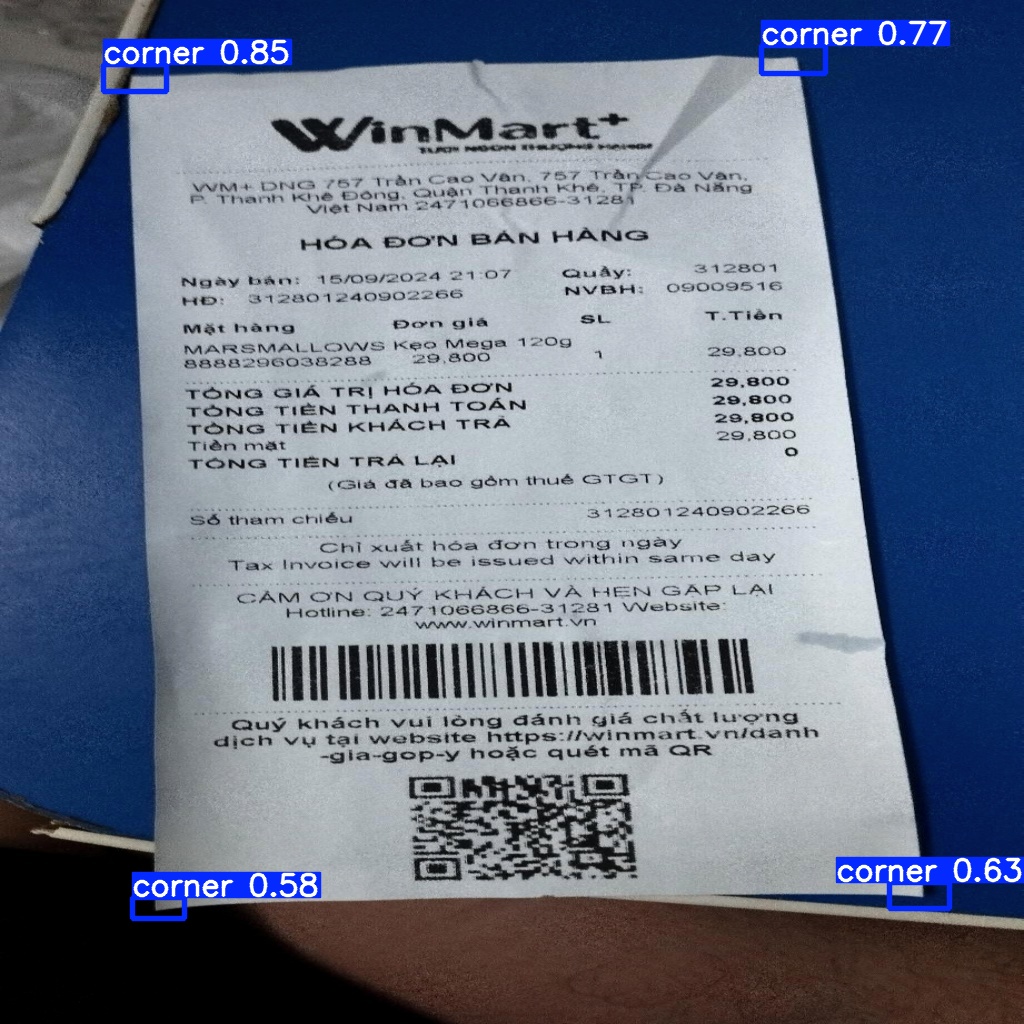 corner 0.85
corner 0.77
WinMart+
TƯƠI NGON THƯỢNG HẠNG!
WM+ DNG 757 Trần Cao Vân, 757 Trần Cao Vân,
P. Thanh Khê Đông, Quận Thanh Khê, TP. Đà Nẵng
Việt Nam 2471066866-31281
HÓA ĐƠN BÁN HÀNG
Ngày bán: 15/09/2024 21:07 Quầy: 312801
HĐ: 312801240902266 NVBH: 09009516
Mặt hàng Đơn giá SL T.Tiền
MARSMALLOWS Kẹo Mega 120g
8888296038288 29,800 1 29,800
TỔNG GIÁ TRỊ HÓA ĐƠN 29,800
TỔNG TIỀN THANH TOÁN 29,800
TỔNG TIỀN KHÁCH TRẢ 29,800
Tiền mặt 29,800
TỔNG TIỀN TRẢ LẠI 0
(Giá đã bao gồm thuế GTGT)
Số tham chiếu 312801240902266
Chỉ xuất hóa đơn trong ngày
Tax Invoice will be issued within same day
CẢM ƠN QUÝ KHÁCH VÀ HẸN GẶP LẠI
Hotline: 2471066866-31281 Website:
www.winmart.vn
Quý khách vui lòng đánh giá chất lượng
dịch vụ tại website https://winmart.vn/danh
-gia-gop-y hoặc quét mã QR
corner 0.58
corner 0.63